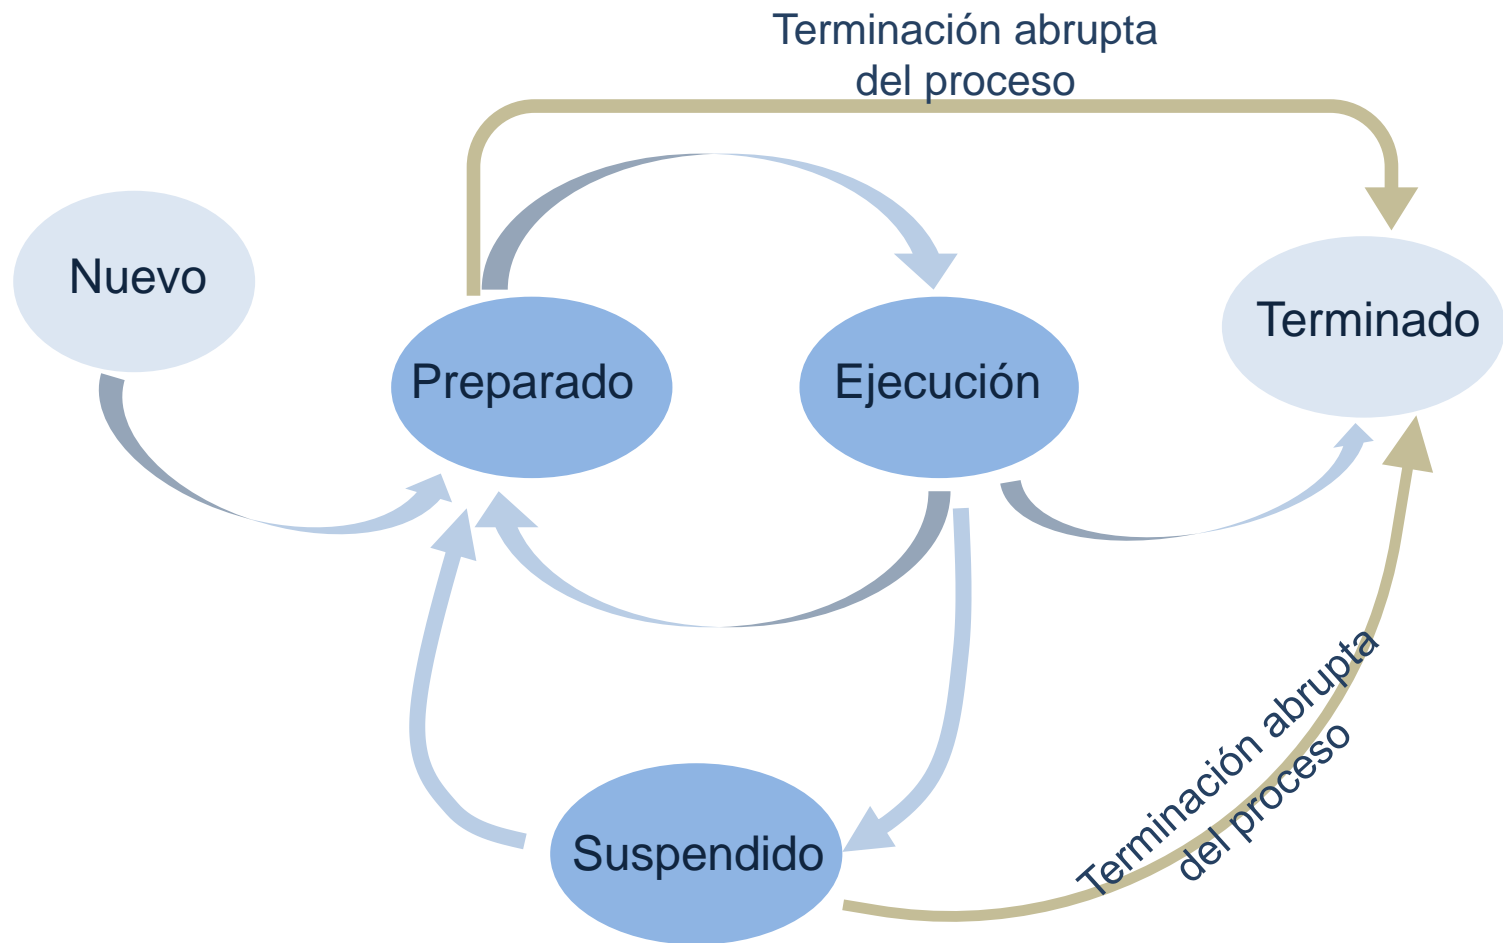 Terminación abrupta
del proceso
Nuevo
Terminado
Preparado
Ejecución
Terminación abrupta
del proceso
Suspendido